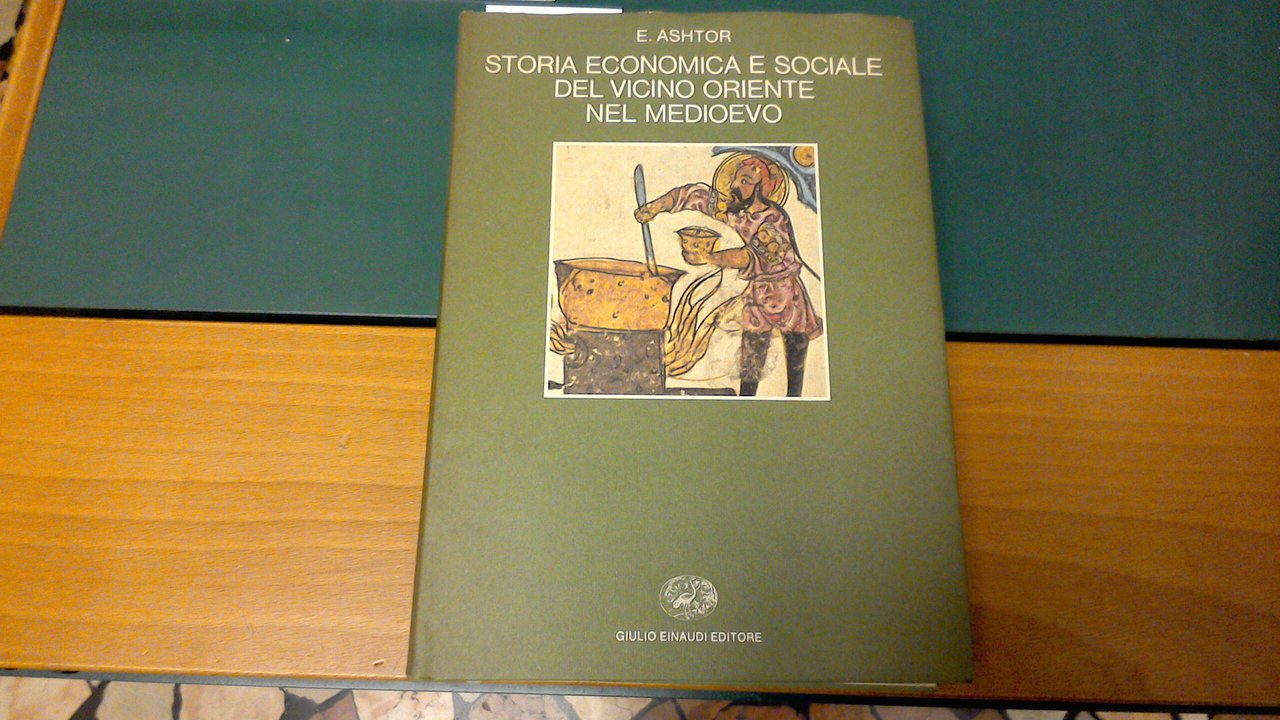 E. ASHTOR
STORIA ECONOMICA E SOCIALE
DEL VICINO ORIENTE
NEL MEDIOEVO
GIULIO EINAUDI EDITORE